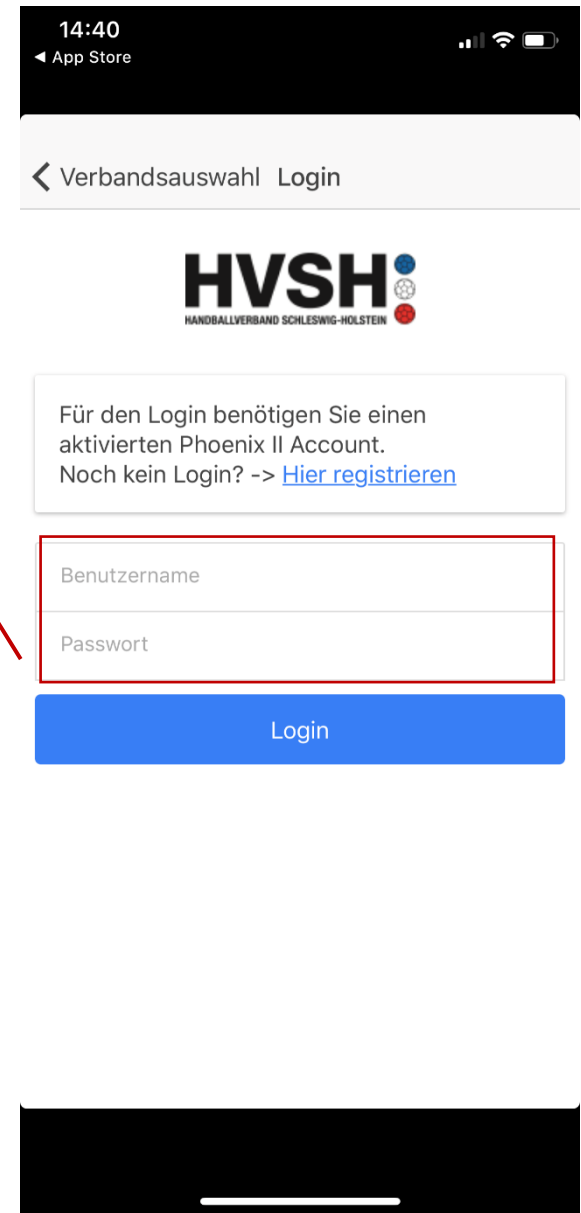 14:40
◀ App Store
Verbandsauswahl Login
HVSH
HANDBALLVERBAND SCHLESWIG-HOLSTEIN
Für den Login benötigen Sie einen
aktivierten Phoenix II Account.
Noch kein Login? -> Hier registrieren
Benutzername
Passwort
Login